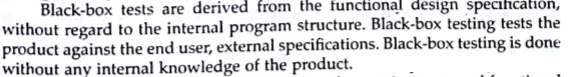 Black-box tests are derived from the functional design specification,
without regard to the internal program structure. Black-box testing tests the
product against the end user, external specifications. Black-box testing is done
without any internal knowledge of the product.